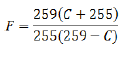 F = 259(C + 255) / 255(259 − C)